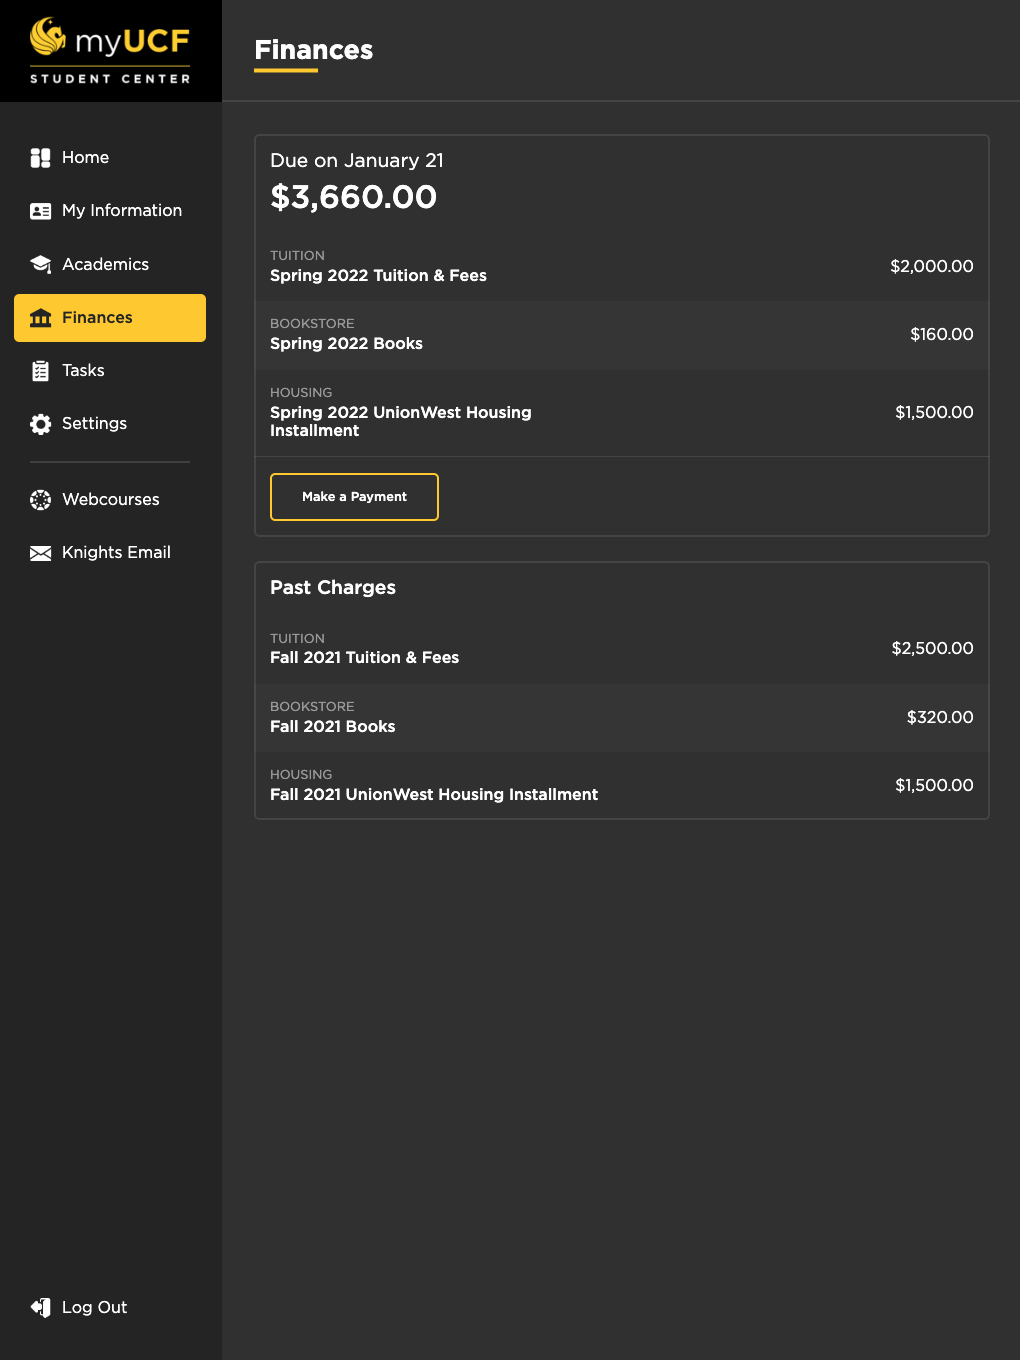 myUCF
STUDENT CENTER
Home
My Information
Academics
Finances
Tasks
Settings
Webcourses
Knights Email
Log Out
Finances
Due on January 21
$3,660.00
TUITION
Spring 2022 Tuition & Fees
$2,000.00
BOOKSTORE
Spring 2022 Books
$160.00
HOUSING
Spring 2022 UnionWest Housing
Installment
$1,500.00
Make a Payment
Past Charges
TUITION
Fall 2021 Tuition & Fees
$2,500.00
BOOKSTORE
Fall 2021 Books
$320.00
HOUSING
Fall 2021 UnionWest Housing Installment
$1,500.00